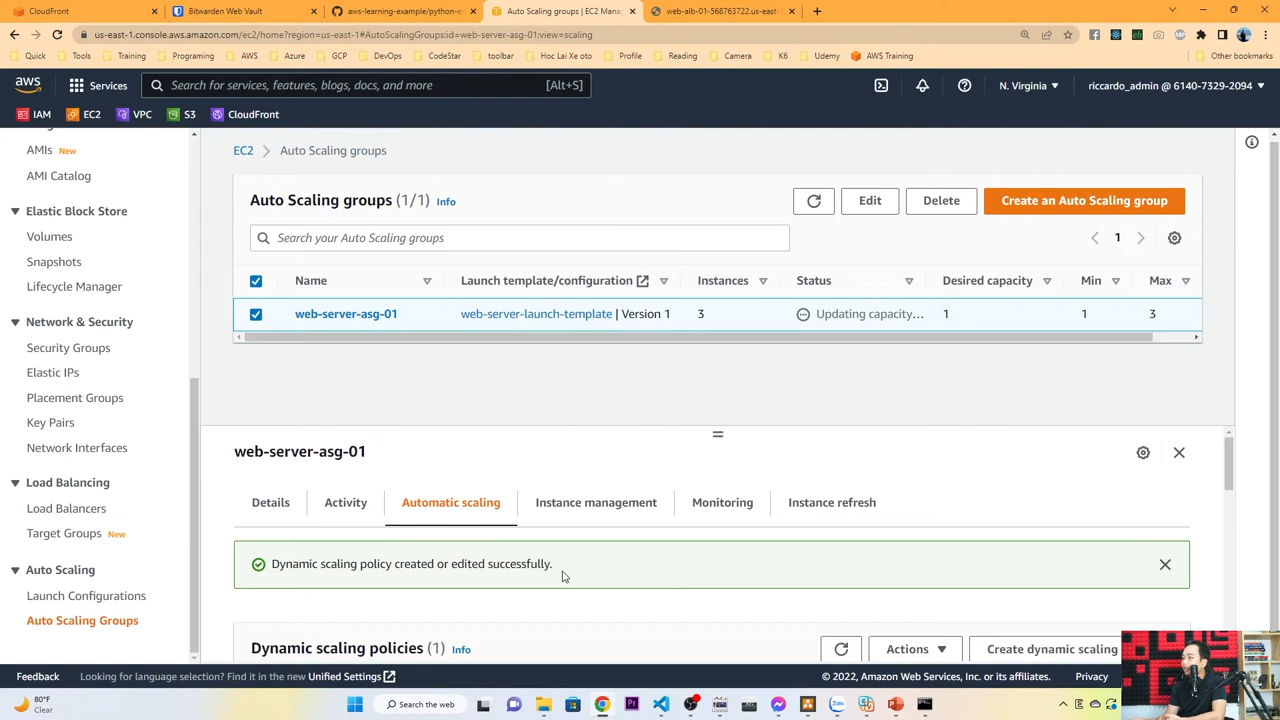 CloudFront
Bitwarden Web Vault
aws-learning-example/python-e
Auto Scaling groups | EC2 Manag
web-alb-01-568763722.us-east-1
us-east-1.console.aws.amazon.com/ec2/home?region=us-east-1#AutoScalingGroups:id=web-server-asg-01;view=scaling
Quick Tools Training Programing AWS Azure GCP DevOps CodeStar toolbar Hoc Lai Xe oto Profile Reading Camera K6 Udemy AWS Training Other bookmarks
aws Services Search for services, features, blogs, docs, and more [Alt+S] N. Virginia ▼ riccardo_admin @ 6140-7329-2094 ▼
IAM EC2 VPC S3 CloudFront
AMIs New
AMI Catalog
Elastic Block Store
Volumes
Snapshots
Lifecycle Manager
Network & Security
Security Groups
Elastic IPs
Placement Groups
Key Pairs
Network Interfaces
Load Balancing
Load Balancers
Target Groups New
Auto Scaling
Launch Configurations
Auto Scaling Groups
EC2 > Auto Scaling groups
Auto Scaling groups (1/1) Info
Edit Delete Create an Auto Scaling group
Search your Auto Scaling groups
1
Name Launch template/configuration Instances Status Desired capacity Min Max
web-server-asg-01 web-server-launch-template | Version 1 3 Updating capacity... 1 1 3
web-server-asg-01
Details Activity Automatic scaling Instance management Monitoring Instance refresh
Dynamic scaling policy created or edited successfully.
Dynamic scaling policies (1) Info
Actions ▼ Create dynamic scaling
Feedback Looking for language selection? Find it in the new Unified Settings © 2022, Amazon Web Services, Inc. or its affiliates. Privacy
80°F
Clear
Search the web